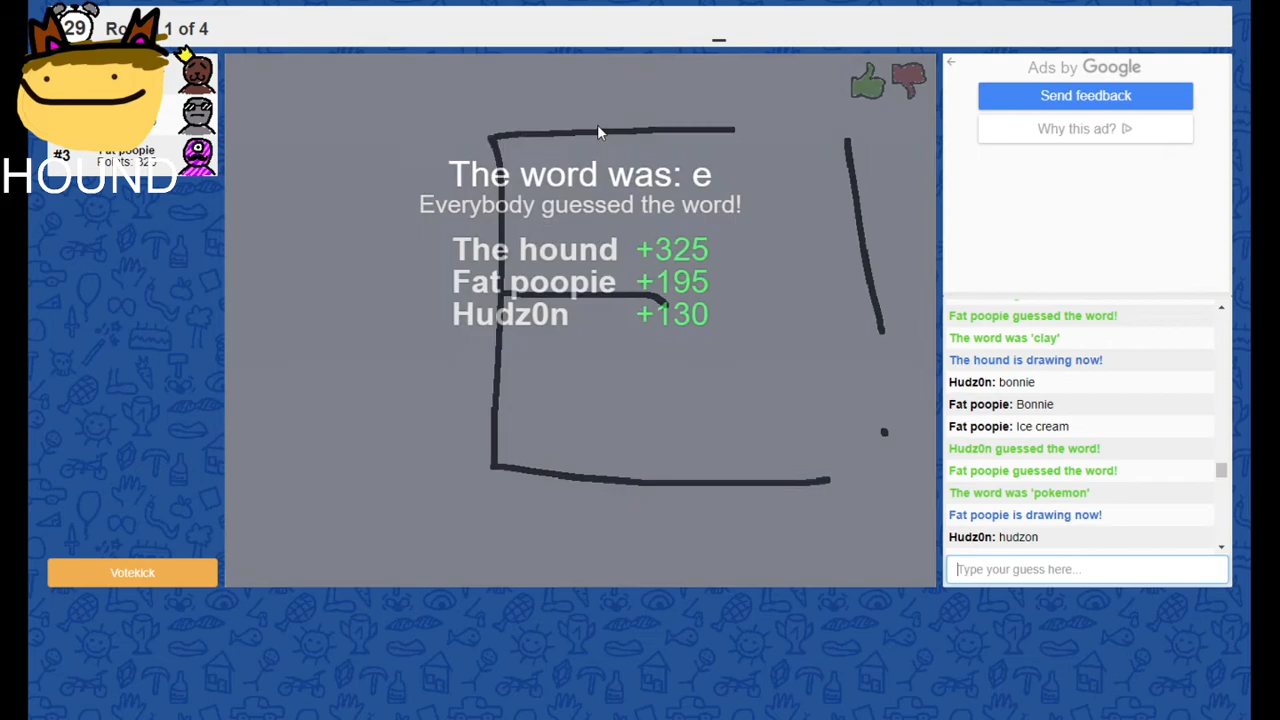 29
1 of 4
_
#3
Points: 325
HOUND
The word was: e
Everybody guessed the word!
The hound +325
Fat poopie +195
Hudz0n +130
E!
Votekick
Ads by Google
Send feedback
Why this ad?
Fat poopie guessed the word!
The word was 'clay'
The hound is drawing now!
Hudz0n: bonnie
Fat poopie: Bonnie
Fat poopie: Ice cream
Hudz0n guessed the word!
Fat poopie guessed the word!
The word was 'pokemon'
Fat poopie is drawing now!
Hudz0n: hudzon
Type your guess here...